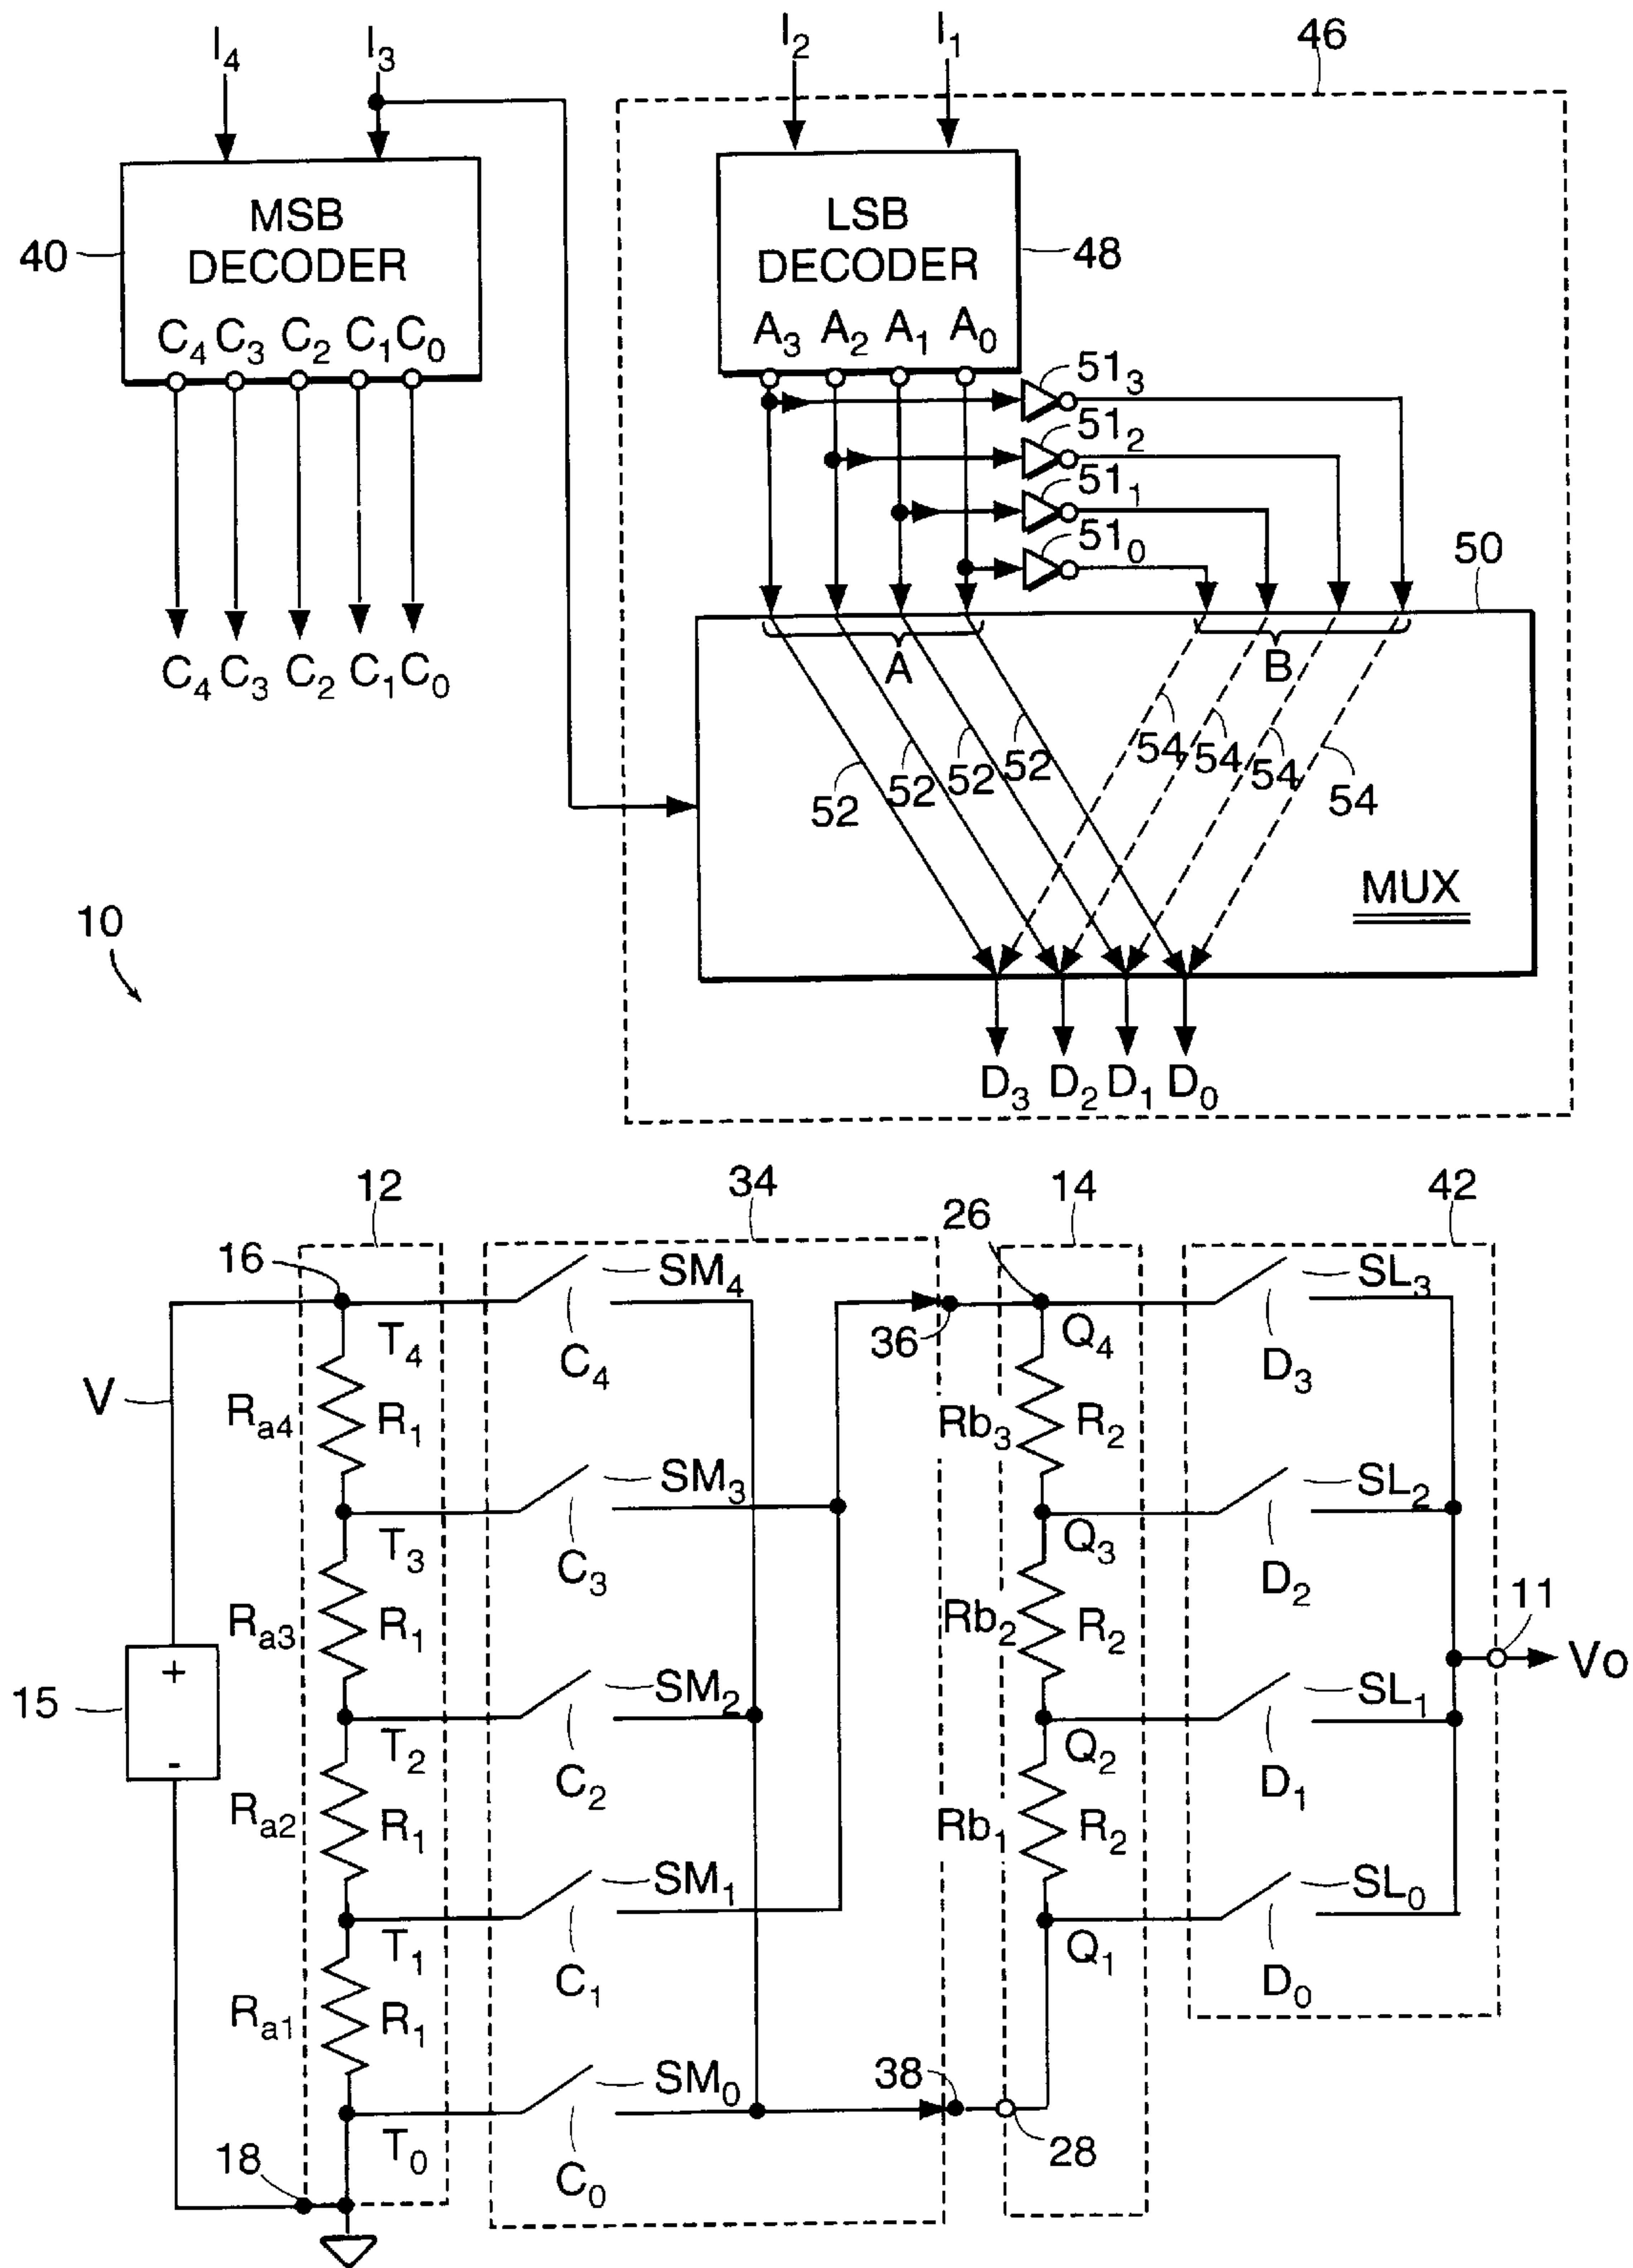 I4 I3 I2 I1 46
MSB DECODER
40
C4 C3 C2 C1 C0
C4 C3 C2 C1 C0
LSB DECODER
48
A3 A2 A1 A0
513
512
511
510
50
A B
52 52 52 52 54 54 54 54
MUX
10
D3 D2 D1 D0
12 34 26 14 42
16 SM4 SL3
T4 C4 36 Q4 D3
V Ra4 R1 Rb3 R2
SM3 SL2
T3 C3 Q3 D2
11
Ra3 R1 Rb2 R2
Vo
15 + -
SM2 SL1
T2 C2 Q2 D1
Ra2 R1 Rb1 R2
SM1 SL0
T1 C1 Q1 D0
Ra1 R1
SM0 38
T0 C0 28
18